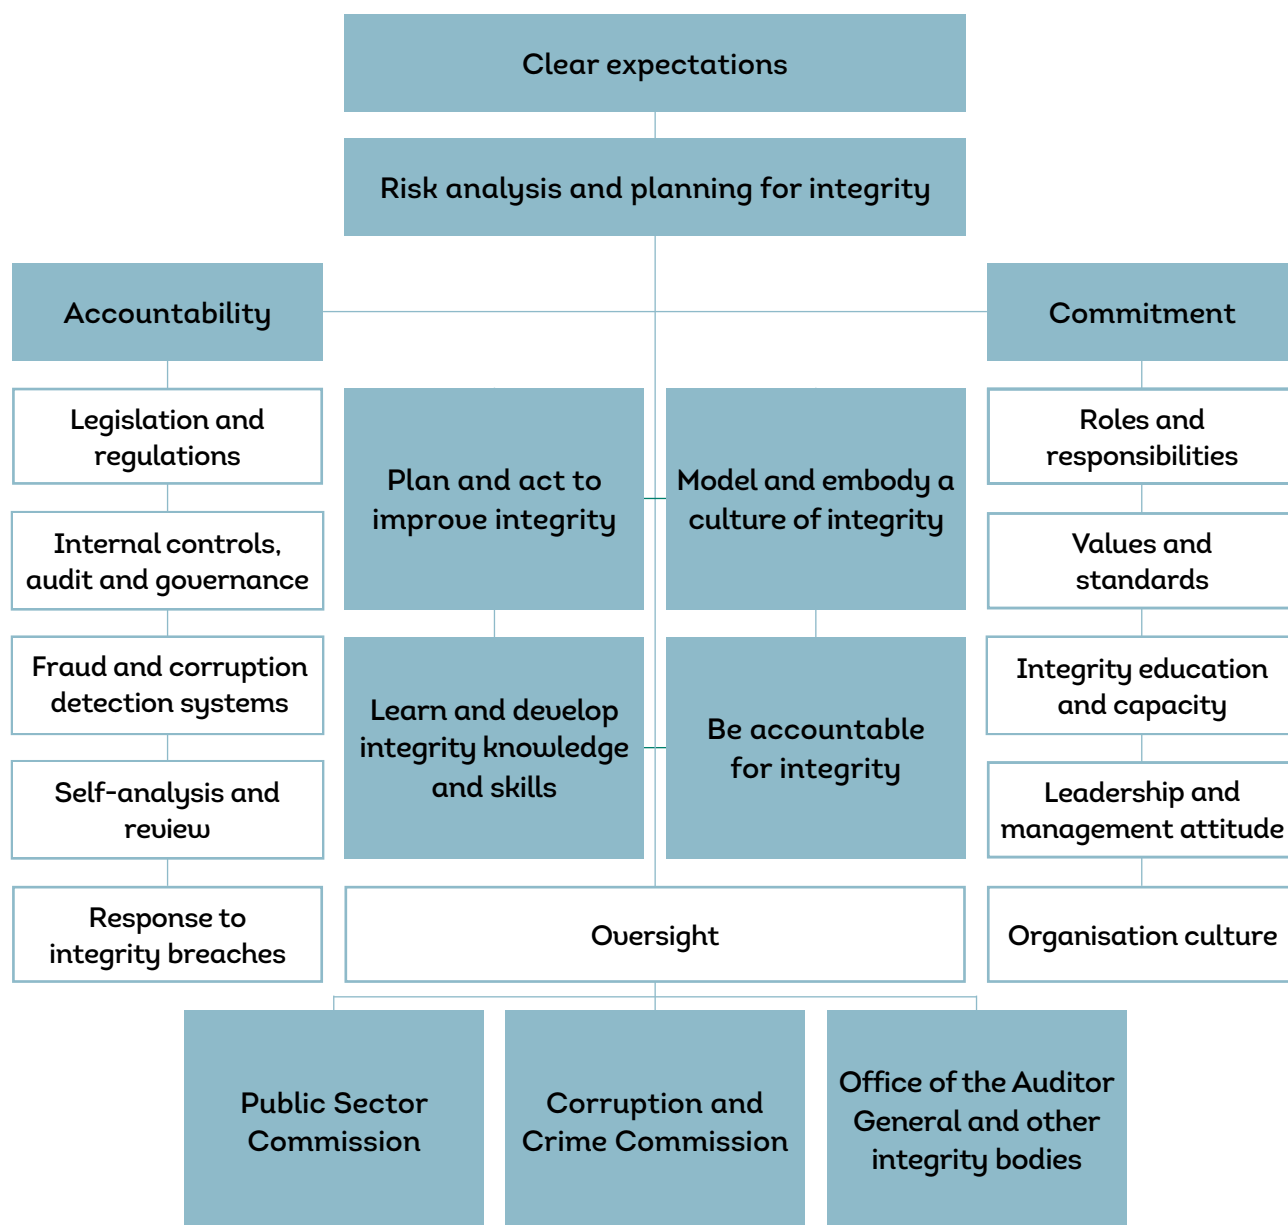 Clear expectations
Risk analysis and planning for integrity
Accountability
Legislation and
regulations
Internal controls,
audit and governance
Fraud and corruption
detection systems
Self-analysis and
review
Response to
integrity breaches
Plan and act to
improve integrity
Model and embody a
culture of integrity
Learn and develop
integrity knowledge
and skills
Be accountable
for integrity
Commitment
Roles and
responsibilities
Values and
standards
Integrity education
and capacity
Leadership and
management attitude
Organisation culture
Oversight
Public Sector
Commission
Corruption and
Crime Commission
Office of the Auditor
General and other
integrity bodies